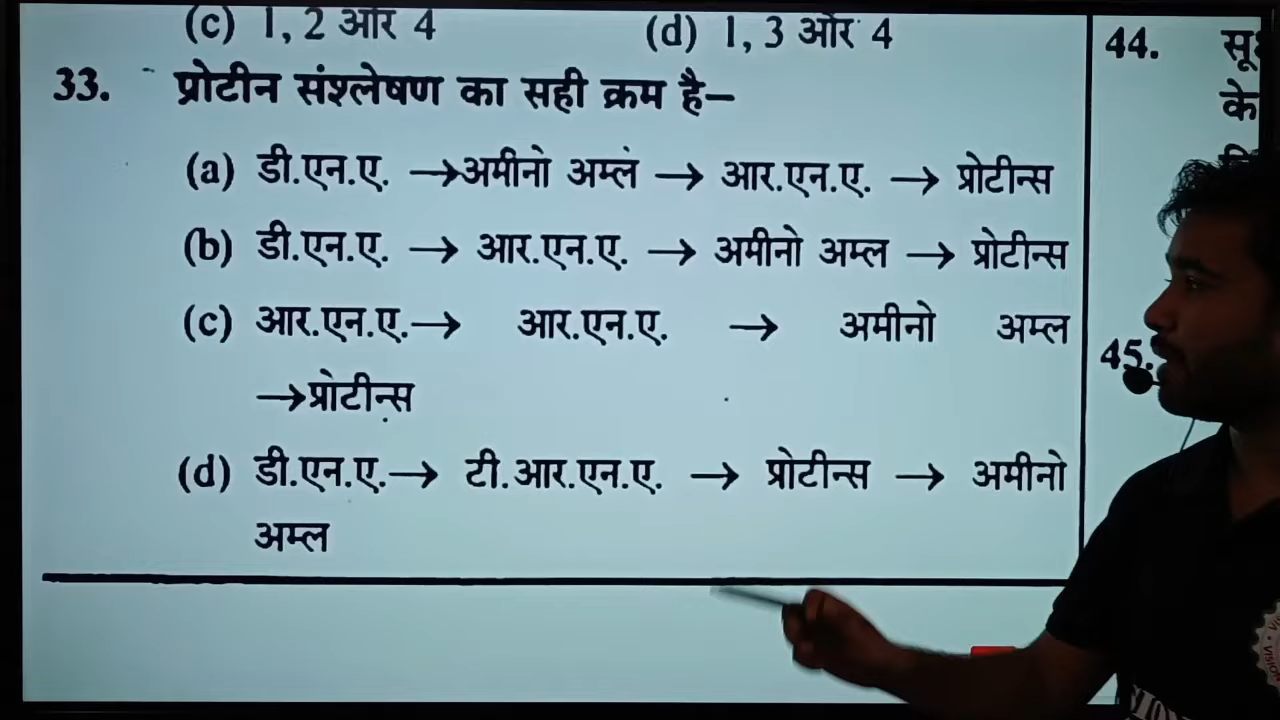 (c) 1, 2 और 4 (d) 1, 3 और 4
33. प्रोटीन संश्लेषण का सही क्रम है–
(a) डी.एन.ए. →अमीनो अम्ल → आर.एन.ए. → प्रोटीन्स
(b) डी.एन.ए. → आर.एन.ए. → अमीनो अम्ल → प्रोटीन्स
(c) आर.एन.ए.→ आर.एन.ए. → अमीनो अम्ल
→प्रोटीन्स
(d) डी.एन.ए.→ टी.आर.एन.ए. → प्रोटीन्स → अमीनो
अम्ल
44.
के
45.